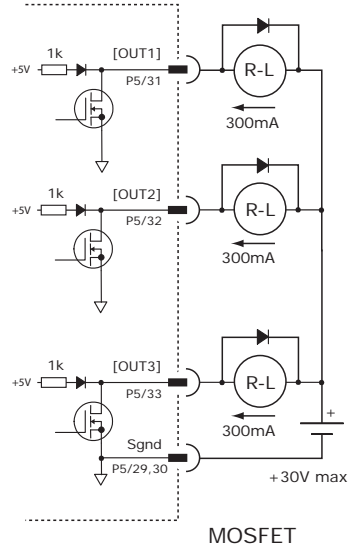 1k
[OUT1]
+5V
P5/31
R-L
300mA
1k
[OUT2]
+5V
P5/32
R-L
300mA
1k
[OUT3]
+5V
P5/33
R-L
300mA
+
Sgnd
P5/29,30
+30V max
MOSFET